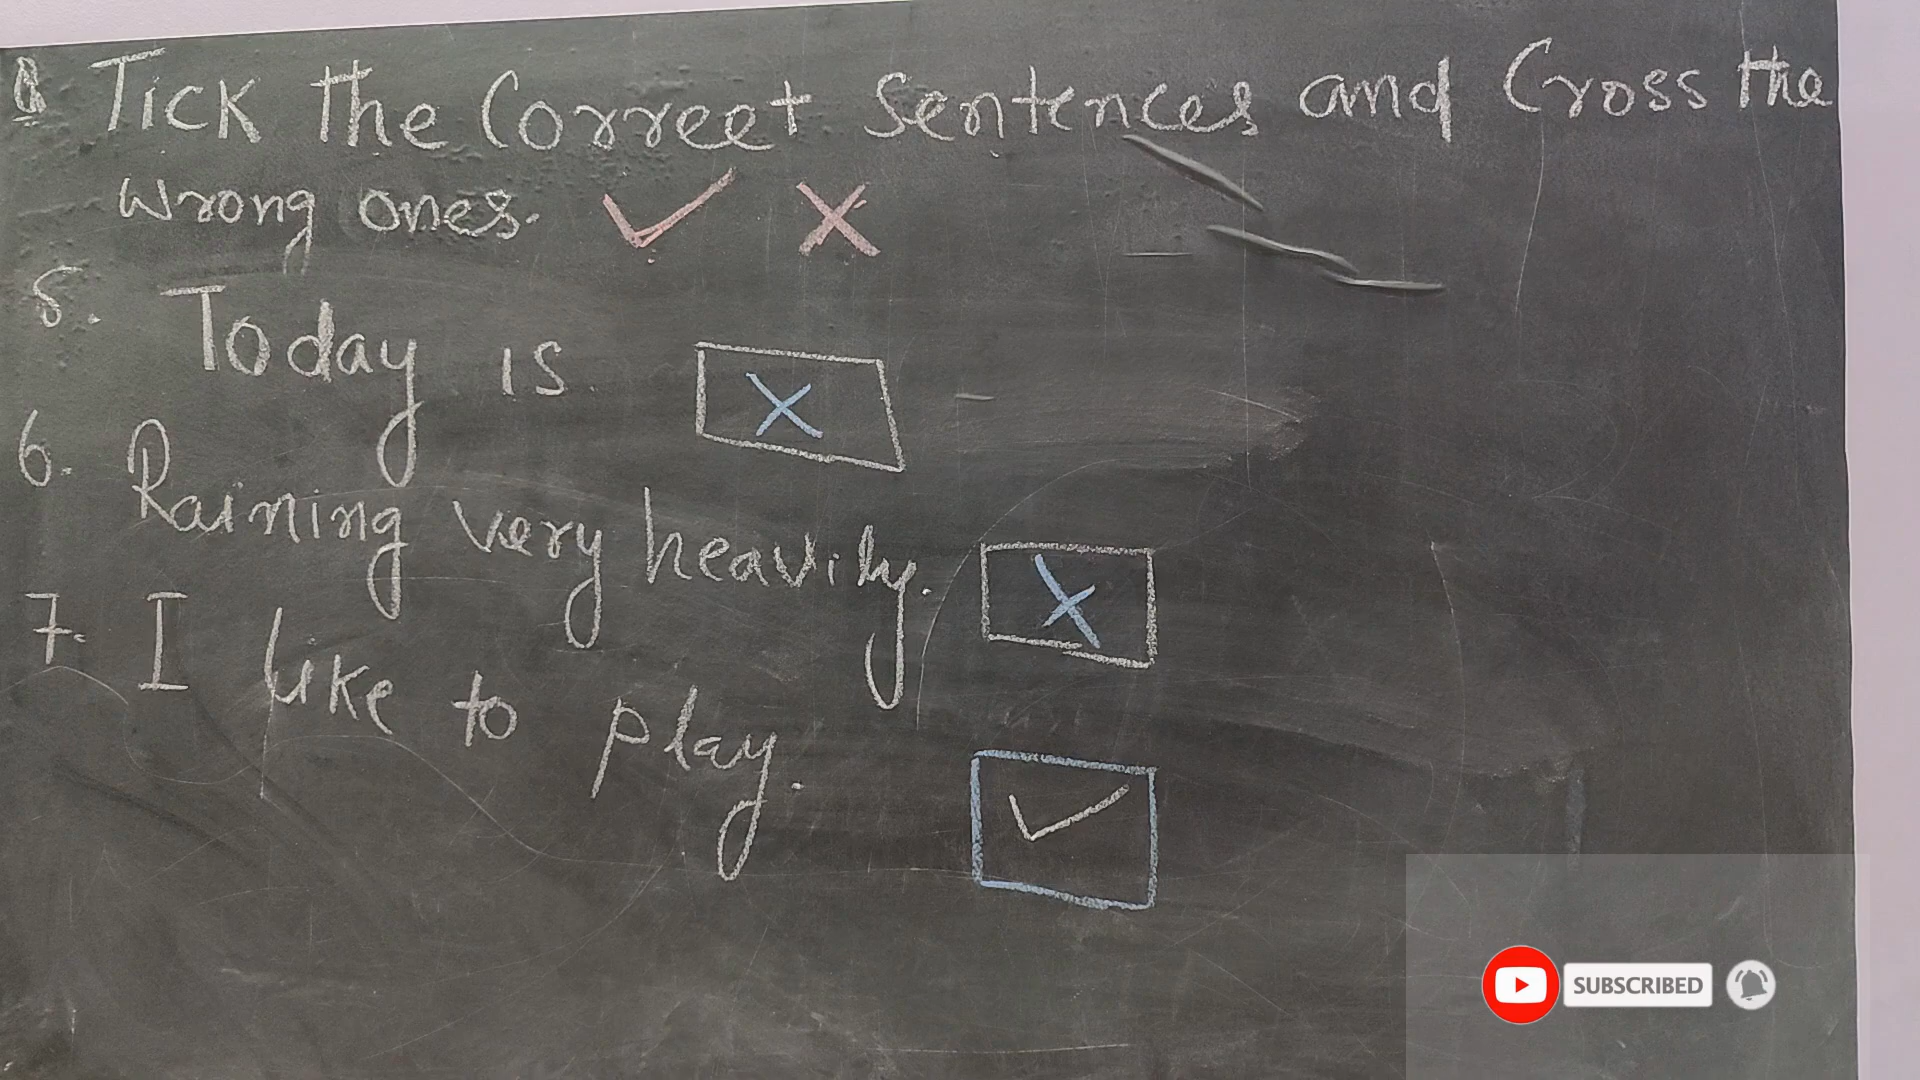 Q Tick the Correct Sentences and Cross the
wrong ones. ✓ ✗
5. Today is
6. Raining very heavily.
7. I like to play.
SUBSCRIBED